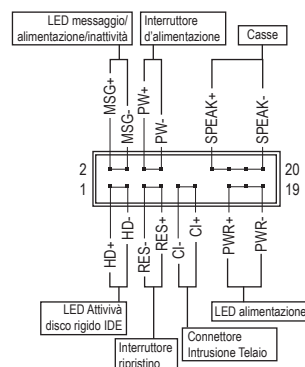 LED messaggio/
alimentazione/inattività
Interruttore
d'alimentazione
Casse
MSG+
MSG-
PW+
PW-
SPEAK+
SPEAK-
2
20
1
19
HD+
HD-
RES-
RES+
CI-
CI+
PWR+
PWR-
LED Attivivà
disco rigido IDE
Interruttore
ripristino
Connettore
Intrusione Telaio
LED alimentazione